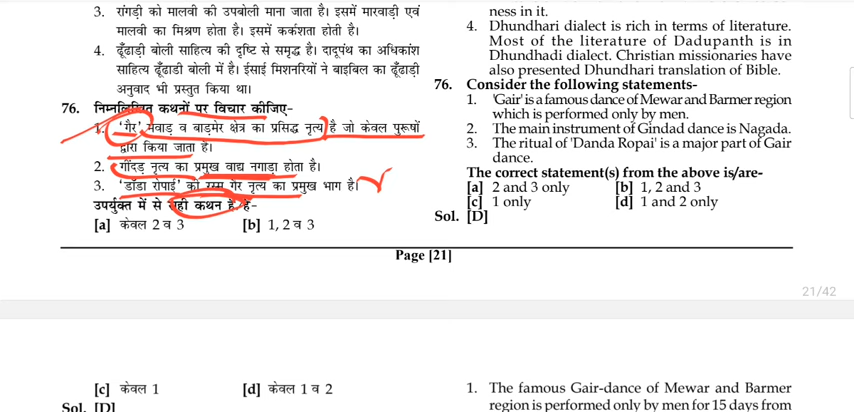 3. रांगड़ी को मालवी की उपबोली माना जाता है। इसमें मारवाड़ी एवं
मालवी का मिश्रण होता है। इसमें कर्कशता होती है।
4. ढूँढाड़ी बोली साहित्य की दृष्टि से समृद्ध है। दादूपंथ का अधिकांश
साहित्य ढूँढाडी बोली में है। ईसाई मिशनरियों ने बाइबिल का ढूँढाड़ी
अनुवाद भी प्रस्तुत किया था।
76. निम्नलिखित कथनों पर विचार कीजिए-
1. 'गैर' मेवाड़ व बाड़मेर क्षेत्र का प्रसिद्ध नृत्य है जो केवल पुरूषों
द्वारा किया जाता है।
2. गींदड़ नृत्य का प्रमुख वाद्य नगाड़ा होता है।
3. 'डाँडा रोपाई' की रस्म गेर नृत्य का प्रमुख भाग है।
उपर्युक्त में से सही कथन है/हैं-
[a] केवल 2 व 3 [b] 1, 2 व 3
ness in it.
4. Dhundhari dialect is rich in terms of literature.
Most of the literature of Dadupanth is in
Dhundhadi dialect. Christian missionaries have
also presented Dhundhari translation of Bible.
76. Consider the following statements-
1. 'Gair' is a famous dance of Mewar and Barmer region
which is performed only by men.
2. The main instrument of Gindad dance is Nagada.
3. The ritual of 'Danda Ropai' is a major part of Gair
dance.
The correct statement(s) from the above is/are-
[a] 2 and 3 only [b] 1, 2 and 3
[c] 1 only [d] 1 and 2 only
Sol. [D]
Page [21]
21/42
[c] केवल 1 [d] केवल 1 व 2
Sol. [D]
1. The famous Gair-dance of Mewar and Barmer
region is performed only by men for 15 days from